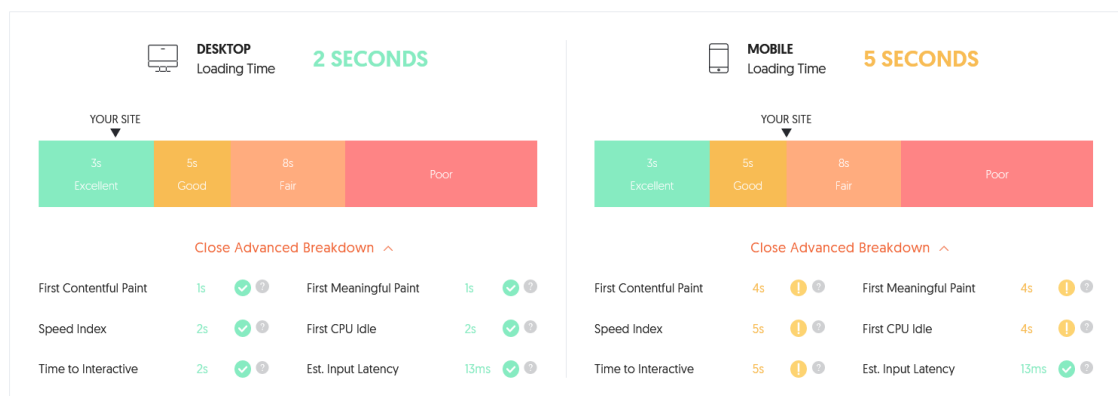 DESKTOP
Loading Time
2 SECONDS
YOUR SITE
3s
Excellent
5s
Good
8s
Fair
Poor
Close Advanced Breakdown
First Contentful Paint 1s ? First Meaningful Paint 1s ?
Speed Index 2s ? First CPU Idle 2s ?
Time to Interactive 2s ? Est. Input Latency 13ms ?
MOBILE
Loading Time
5 SECONDS
YOUR SITE
3s
Excellent
5s
Good
8s
Fair
Poor
Close Advanced Breakdown
First Contentful Paint 4s ! ? First Meaningful Paint 4s ! ?
Speed Index 5s ! ? First CPU Idle 4s ! ?
Time to Interactive 5s ! ? Est. Input Latency 13ms ?